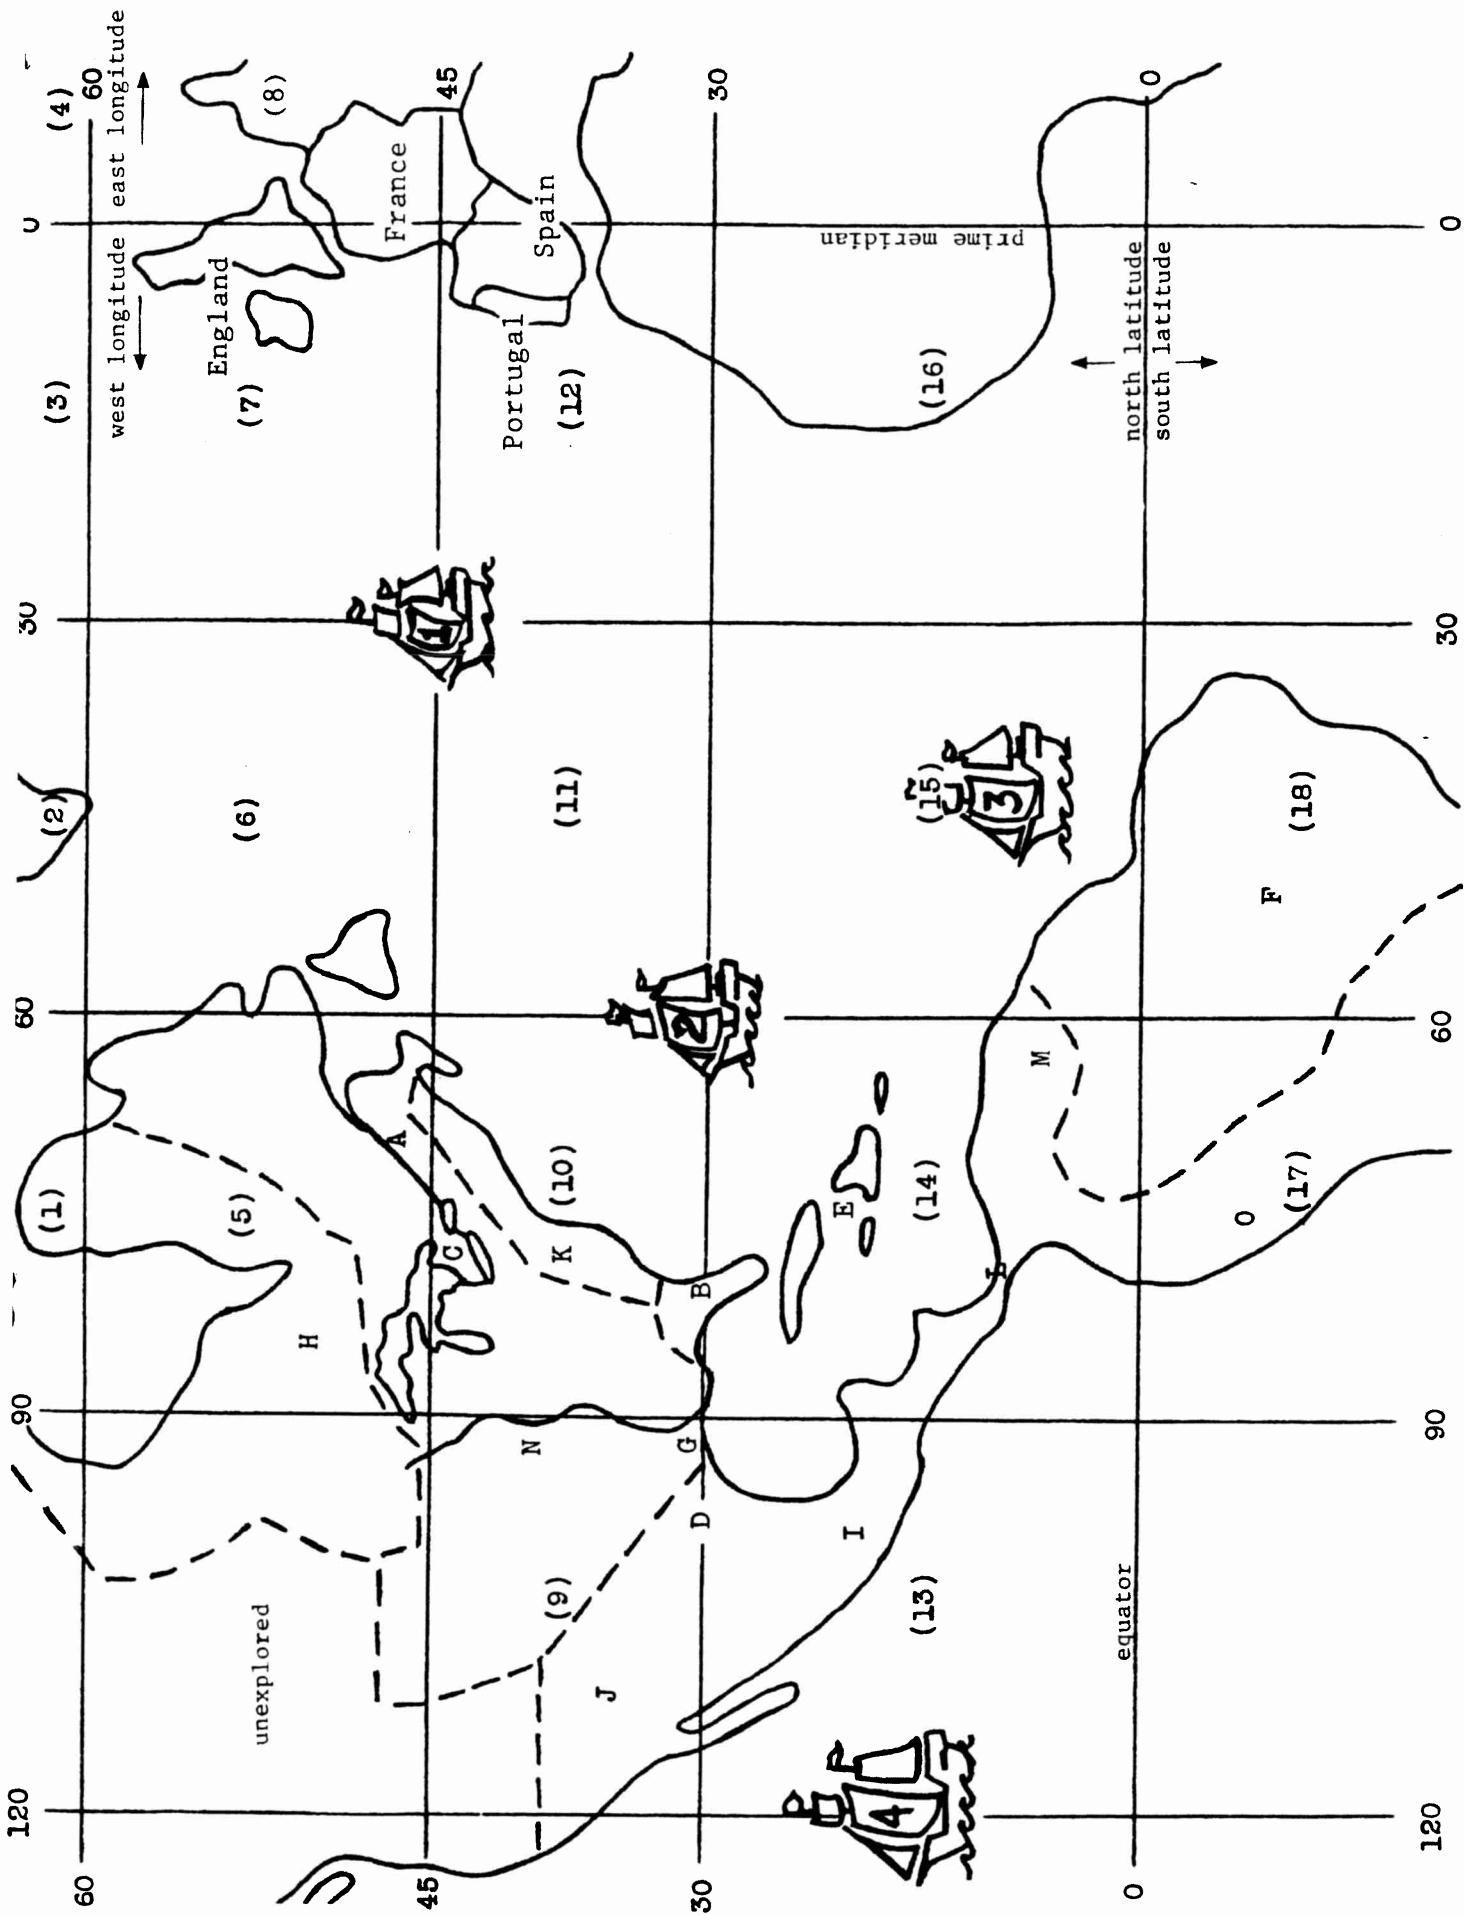 120 90 60 30 0
(1) (2) (3) (4)
60 60
west longitude east longitude
England
(5) (6) (7) (8)
unexplored
H
A France
1
45 45
C
Portugal
N K Spain
(9) (10) (11) (12)
J
G 2
D B
30 30
E
I
4
prime meridian
(13) (14) (15) (16)
L 3
M
equator north latitude
0 0
south latitude
O F
(17) (18)
120 90 60 30 0